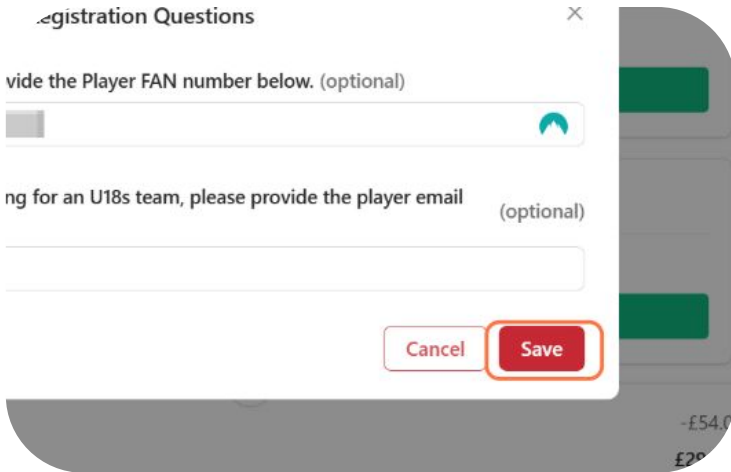 Registration Questions
vide the Player FAN number below. (optional)
ng for an U18s team, please provide the player email
(optional)
Cancel
Save
-£54.0